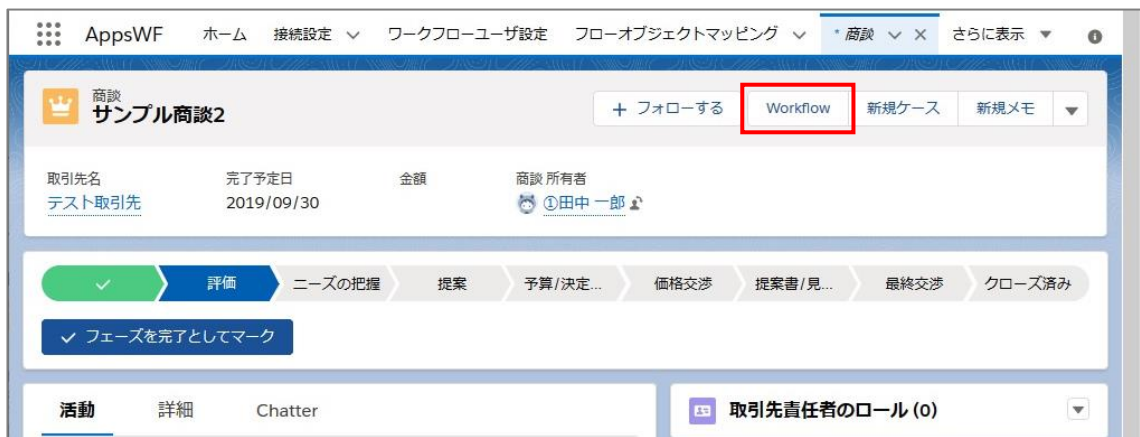 AppsWF ホーム 接続設定 ワークフローユーザ設定 フローオブジェクトマッピング * 商談 さらに表示
商談
サンプル商談2
+ フォローする Workflow 新規ケース 新規メモ
取引先名 完了予定日 金額 商談 所有者
テスト取引先 2019/09/30 ①田中 一郎
評価 ニーズの把握 提案 予算/決定... 価格交渉 提案書/見... 最終交渉 クローズ済み
フェーズを完了としてマーク
活動 詳細 Chatter 取引先責任者のロール (0)